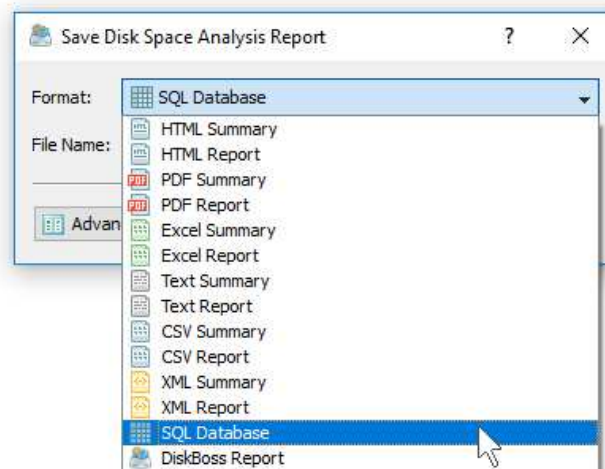 Save Disk Space Analysis Report
?
Format:
SQL Database
HTML Summary
File Name:
HTML Report
PDF Summary
PDF Report
Advan
Excel Summary
Excel Report
Text Summary
Text Report
CSV Summary
CSV Report
XML Summary
XML Report
SQL Database
DiskBoss Report